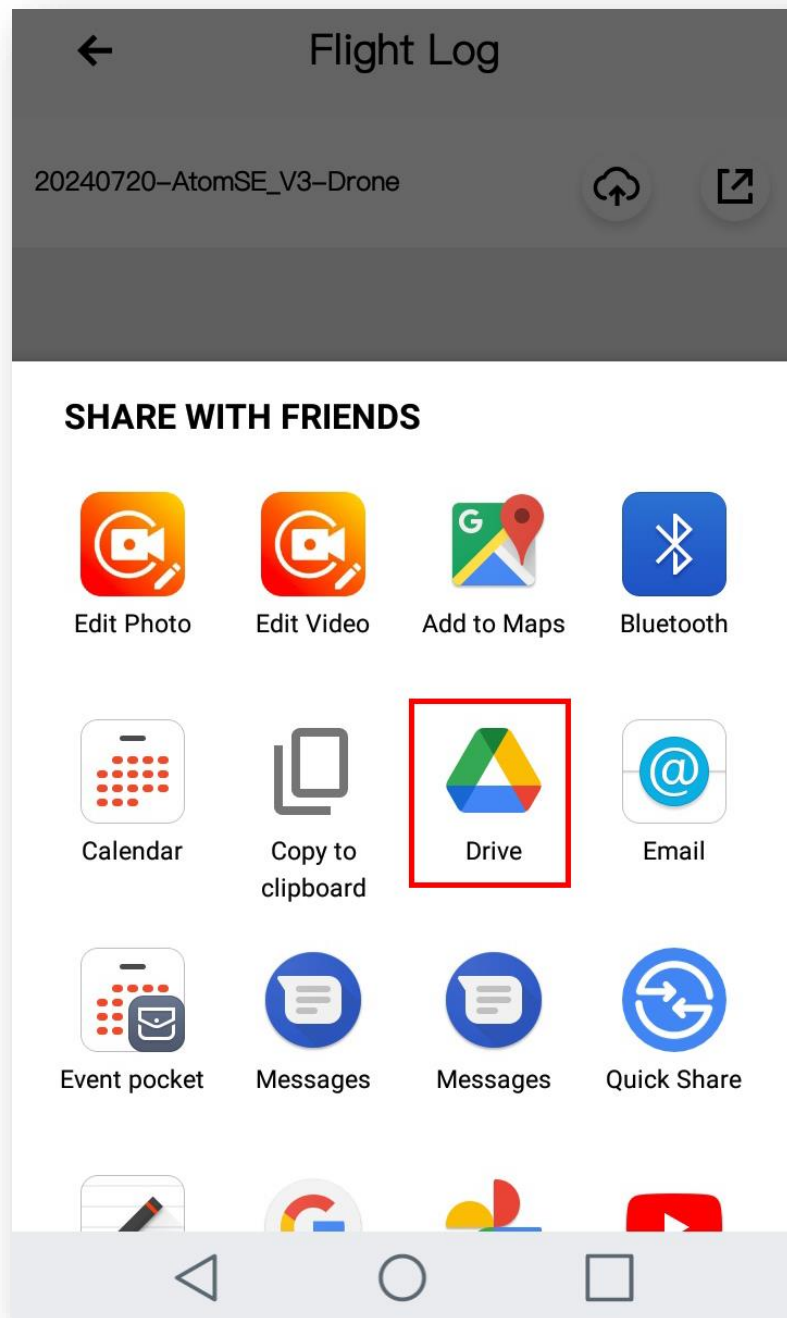 Flight Log
20240720-AtomSE_V3-Drone
SHARE WITH FRIENDS
Edit Photo
Edit Video
G
Add to Maps
Bluetooth
Calendar
Copy to
clipboard
Drive
@
Email
Event pocket
Messages
Messages
Quick Share